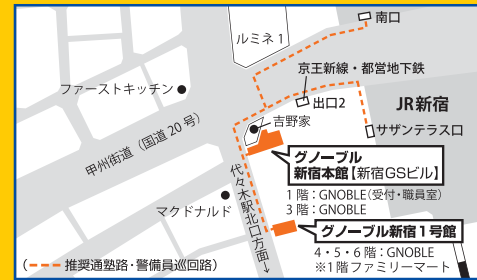 南口
ルミネ1
京王新線・都営地下鉄
ファーストキッチン
出口2
JR新宿
吉野家
サザンテラス口
甲州街道(国道20号)
グノーブル
新宿本館【新宿GSビル】
1階:GNOBLE(受付・職員室)
3階:GNOBLE
代々木駅北口方面→
マクドナルド
グノーブル新宿1号館
4・5・6階:GNOBLE
※1階ファミリーマート
(---- 推奨通塾路・警備員巡回路)